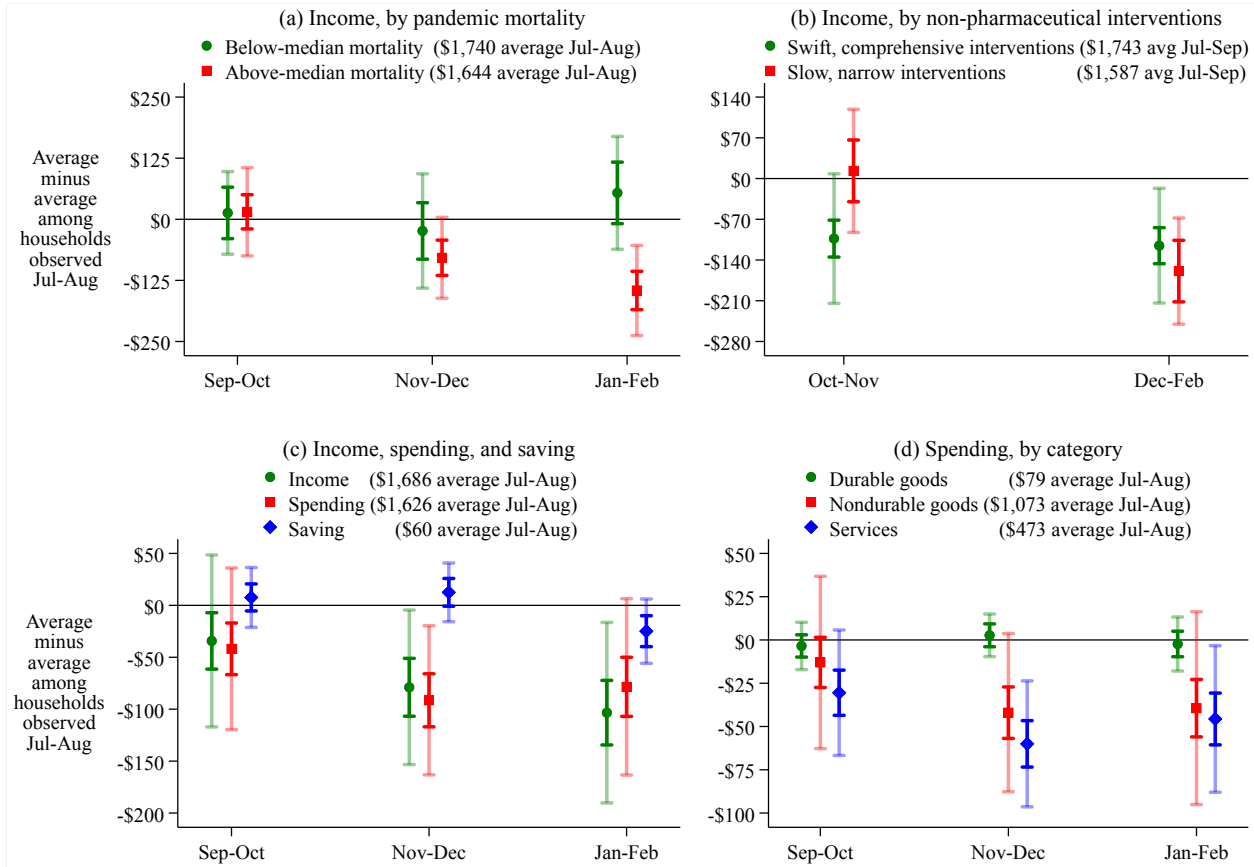 (a) Income, by pandemic mortality
Below-median mortality ($1,740 average Jul-Aug)
Above-median mortality ($1,644 average Jul-Aug)
$250
$125
$0
-$125
-$250
Average
minus
average
among
households
observed
Jul-Aug
Sep-Oct
Nov-Dec
Jan-Feb
(b) Income, by non-pharmaceutical interventions
Swift, comprehensive interventions ($1,743 avg Jul-Sep)
Slow, narrow interventions ($1,587 avg Jul-Sep)
$140
$70
$0
-$70
-$140
-$210
-$280
Oct-Nov
Dec-Feb
(c) Income, spending, and saving
Income ($1,686 average Jul-Aug)
Spending ($1,626 average Jul-Aug)
Saving ($60 average Jul-Aug)
$50
$0
-$50
-$100
-$150
-$200
Average
minus
average
among
households
observed
Jul-Aug
Sep-Oct
Nov-Dec
Jan-Feb
(d) Spending, by category
Durable goods ($79 average Jul-Aug)
Nondurable goods ($1,073 average Jul-Aug)
Services ($473 average Jul-Aug)
$50
$25
$0
-$25
-$50
-$75
-$100
Sep-Oct
Nov-Dec
Jan-Feb